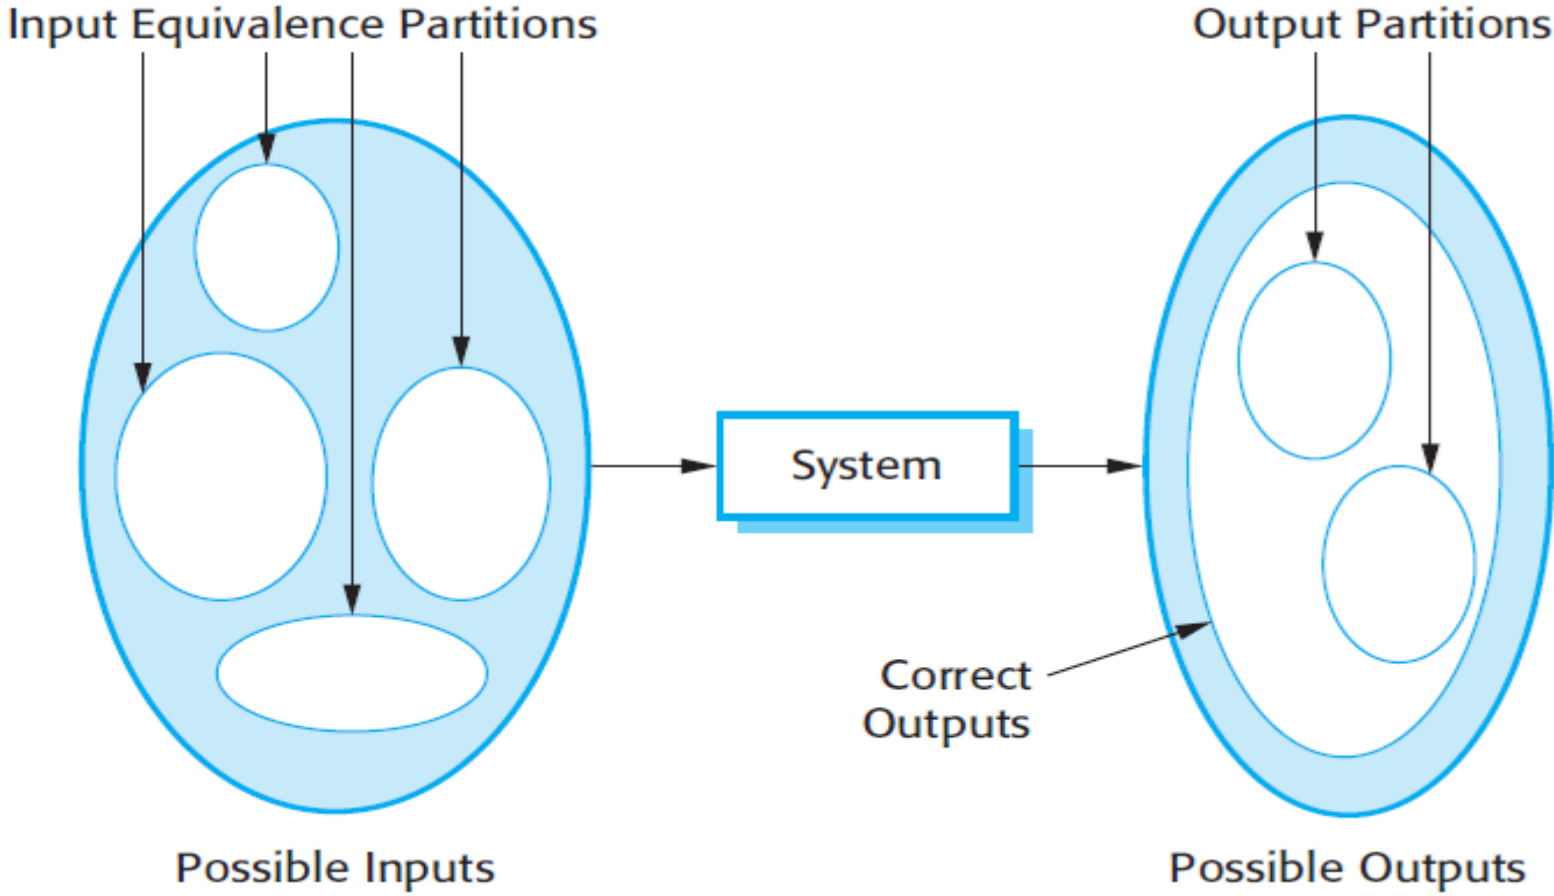 Input Equivalence Partitions
Output Partitions
System
Correct
Outputs
Possible Inputs
Possible Outputs